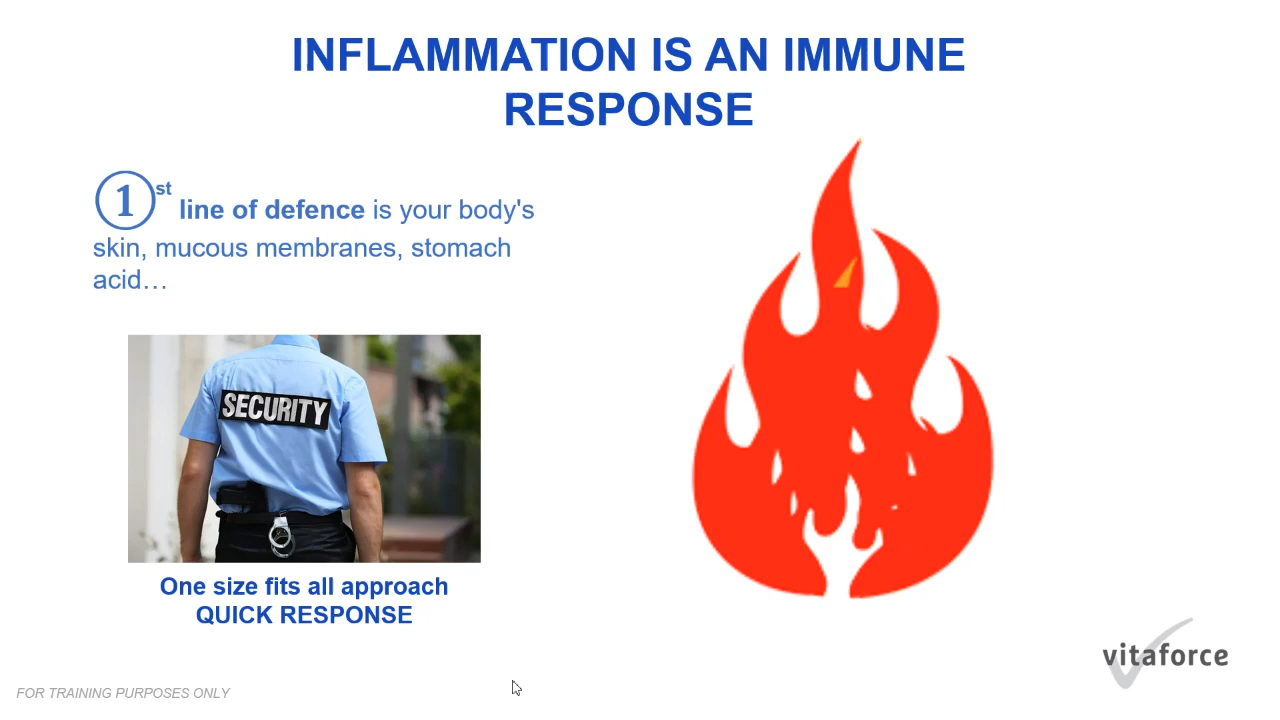 INFLAMMATION IS AN IMMUNE
RESPONSE
1st line of defence is your body's
skin, mucous membranes, stomach
acid…
SECURITY
One size fits all approach
QUICK RESPONSE
vitaforce
FOR TRAINING PURPOSES ONLY